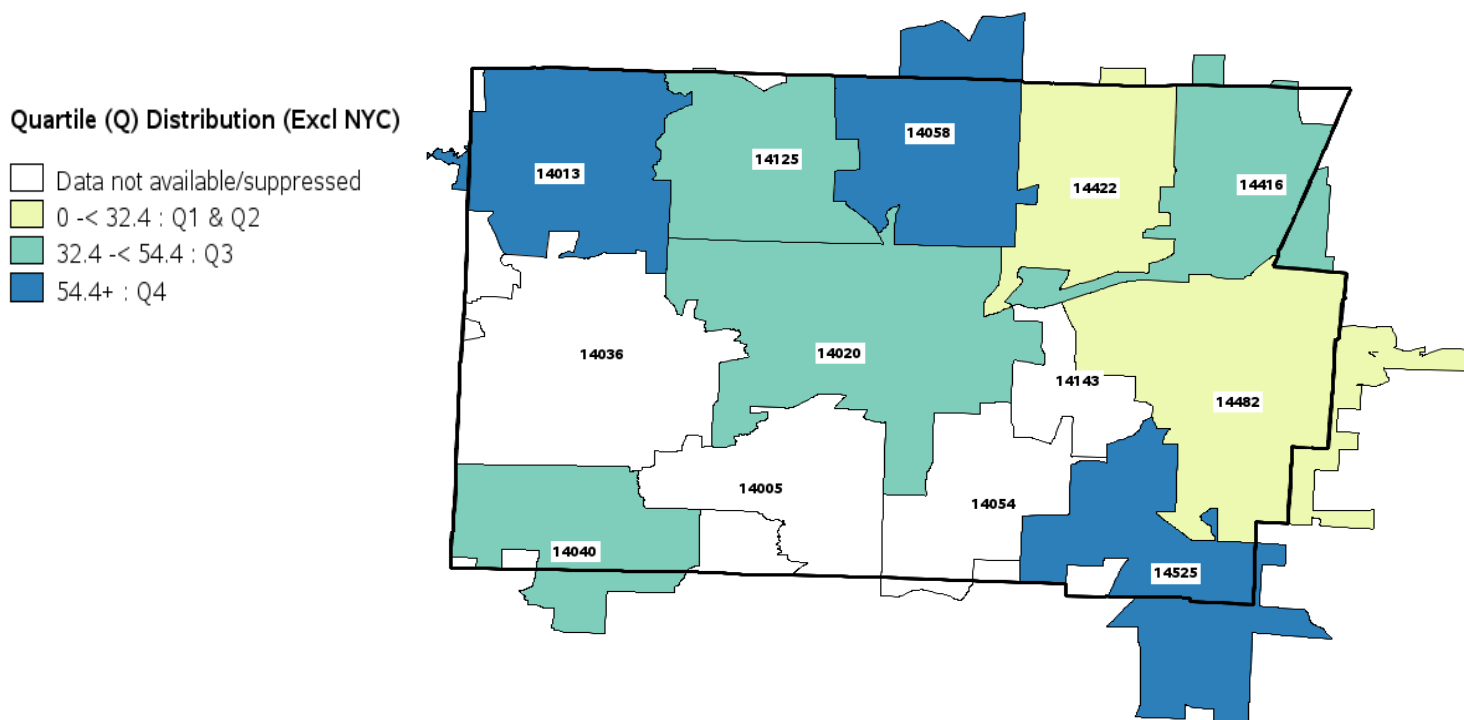 Quartile (Q) Distribution (Excl NYC)
Data not available/suppressed
0 -< 32.4 : Q1 & Q2
32.4 -< 54.4 : Q3
54.4+ : Q4
14058
14125
14013
14422
14416
14036
14020
14143
14482
14005
14054
14040
14525